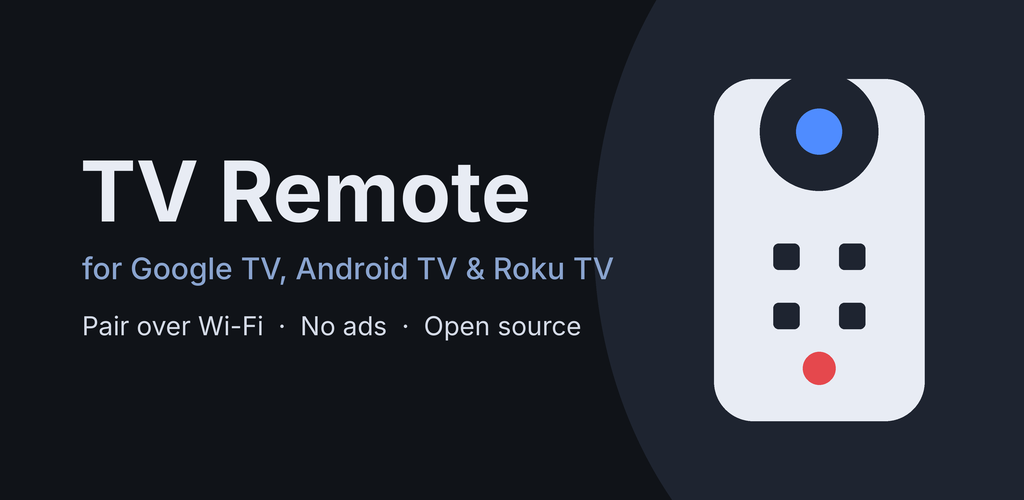 TV Remote
for Google TV, Android TV & Roku TV
Pair over Wi-Fi · No ads · Open source